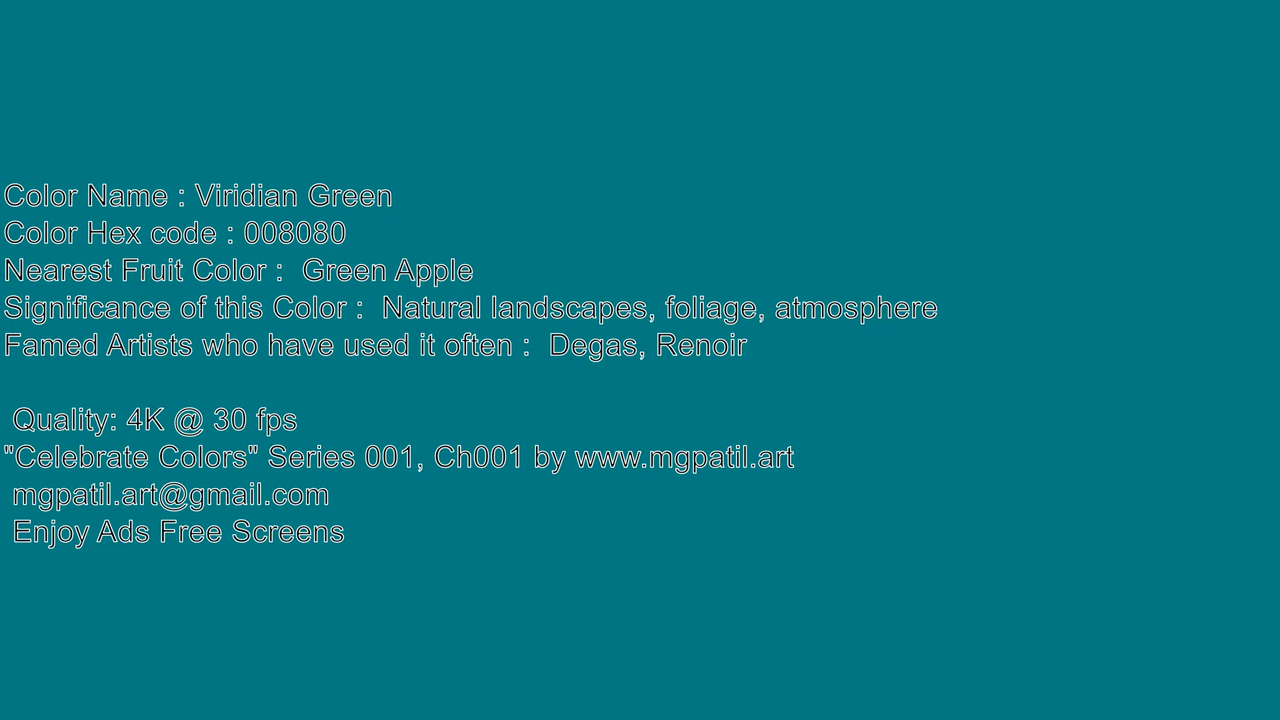 Color Name : Viridian Green
Color Hex code : 008080
Nearest Fruit Color :  Green Apple
Significance of this Color :  Natural landscapes, foliage, atmosphere
Famed Artists who have used it often :  Degas, Renoir
Quality: 4K @ 30 fps
"Celebrate Colors" Series 001, Ch001 by www.mgpatil.art
mgpatil.art@gmail.com
Enjoy Ads Free Screens